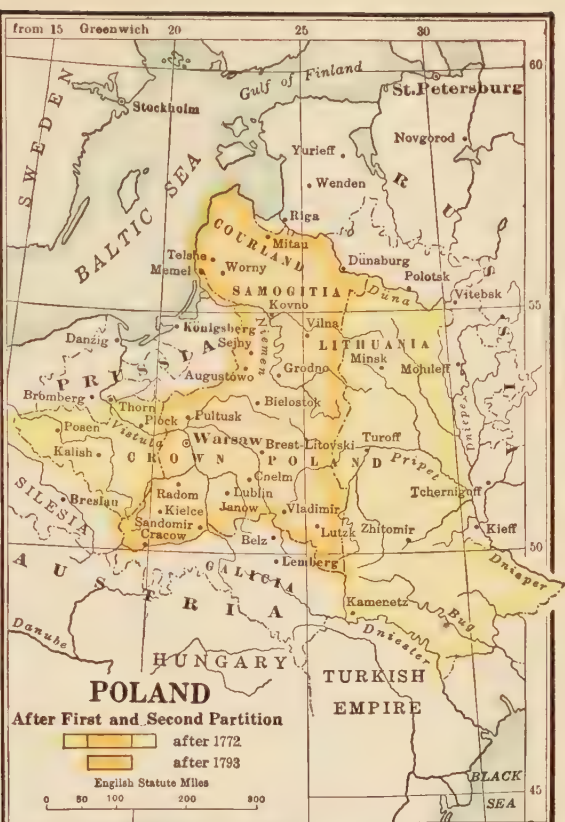 from 15 Greenwich 20 25 30
60
Gulf of Finland
St.Petersburg
SWEDEN
Stockholm
Novgorod
Yurieff
Wenden
RUSSIA
BALTIC SEA
Riga
COURLAND
Mitau
Telshe
Memel
Worny
Dünaburg
Polotsk
SAMOGITIA
Düna
Vitebsk
55
Kovno
Königsberg
Vilna
Danzig
Niemen
LITHUANIA
Sejny
Minsk
Mohileff
PRUSSIA
Augustówo
Grodno
Dnieper
Bromberg
Thorn
Bielostok
Plock
Pultusk
Posen
Vistula
Warsaw
Brest-Litovski
Turoff
Kalish
CROWN POLAND
Pripet
Cnelm
Tchernigoff
SILESIA
Breslau
Radom
Lublin
Kielce
Janow
Vladimir
Sandomir
Lutzk
Zhitomir
Kieff
Cracow
Belz
50
Lemberg
GALICIA
Dnieper
AUSTRIA
Kamenetz
Bug
Danube
Dniester
HUNGARY
TURKISH
EMPIRE
POLAND
After First and Second Partition
after 1772
after 1793
English Statute Miles
0 50 100 200 300
BLACK
SEA
45